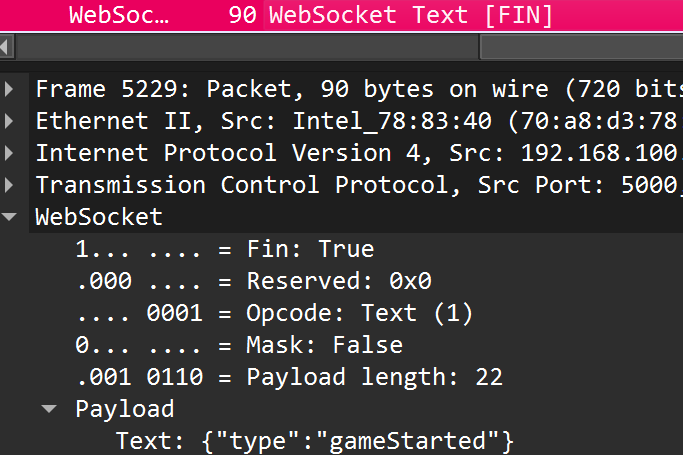 WebSoc… 90 WebSocket Text [FIN]
Frame 5229: Packet, 90 bytes on wire (720 bits
Ethernet II, Src: Intel_78:83:40 (70:a8:d3:78
Internet Protocol Version 4, Src: 192.168.100.
Transmission Control Protocol, Src Port: 5000,
WebSocket
1... .... = Fin: True
.000 .... = Reserved: 0x0
.... 0001 = Opcode: Text (1)
0... .... = Mask: False
.001 0110 = Payload length: 22
Payload
Text: {"type":"gameStarted"}